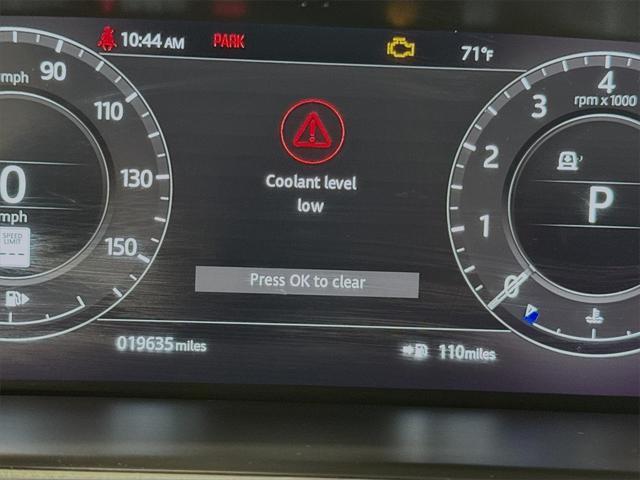 10:44 AM PARK 71°F
mph 90
110
130
150
0
mph
SPEED
LIMIT
---
Coolant level
low
Press OK to clear
4
rpm x 1000
3
2
1
0
P
019635 miles
110 miles